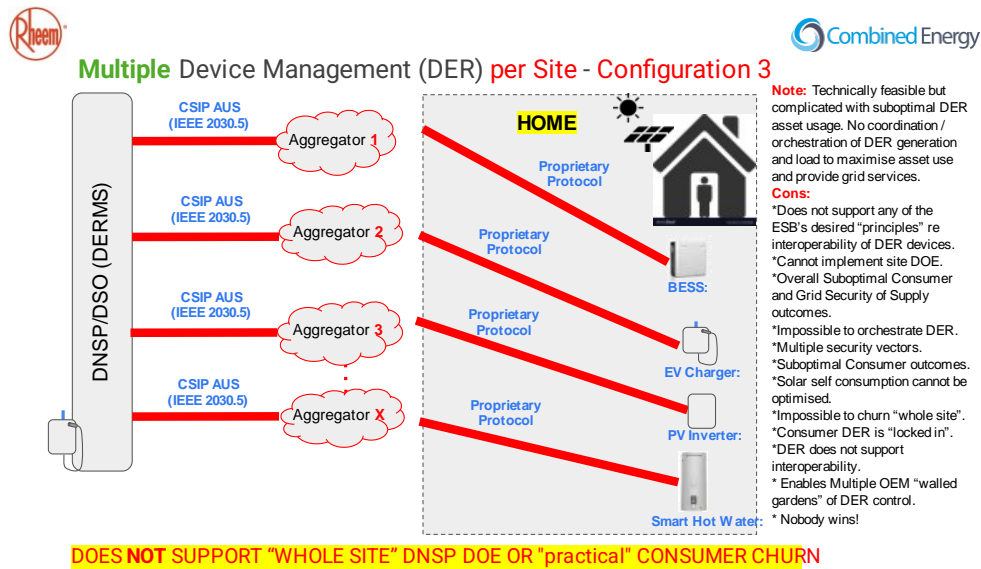 Rheem
Combined Energy
Multiple Device Management (DER) per Site - Configuration 3
DNSP/DSO (DERMS)
CSIP AUS
(IEEE 2030.5)
Aggregator 1
CSIP AUS
(IEEE 2030.5)
Aggregator 2
CSIP AUS
(IEEE 2030.5)
Aggregator 3
CSIP AUS
(IEEE 2030.5)
Aggregator X
HOME
Proprietary
Protocol
BESS:
Proprietary
Protocol
EV Charger:
Proprietary
Protocol
PV Inverter:
Proprietary
Protocol
Smart Hot Water:
Note: Technically feasible but
complicated with suboptimal DER
asset usage. No coordination /
orchestration of DER generation
and load to maximise asset use
and provide grid services.
Cons:
*Does not support any of the
ESB's desired “principles” re
interoperability of DER devices.
*Cannot implement site DOE.
*Overall Suboptimal Consumer
and Grid Security of Supply
outcomes.
*Impossible to orchestrate DER.
*Multiple security vectors.
*Suboptimal Consumer outcomes.
*Solar self consumption cannot be
optimised.
*Impossible to churn “whole site”.
*Consumer DER is “locked in”.
*DER does not support
interoperability.
* Enables Multiple OEM “walled
gardens” of DER control.
* Nobody wins!
DOES NOT SUPPORT “WHOLE SITE” DNSP DOE OR "practical" CONSUMER CHURN